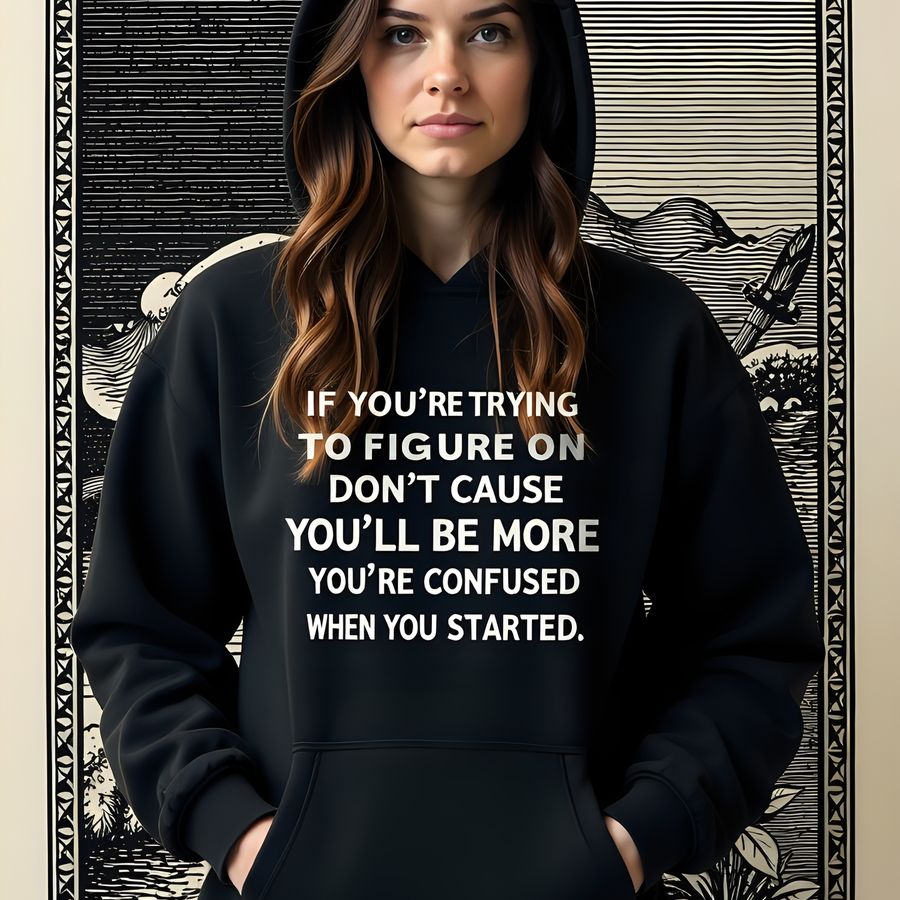 IF YOU'RE TRYING
TO FIGURE ON
DON'T CAUSE
YOU'LL BE MORE
YOU'RE CONFUSED
WHEN YOU STARTED.